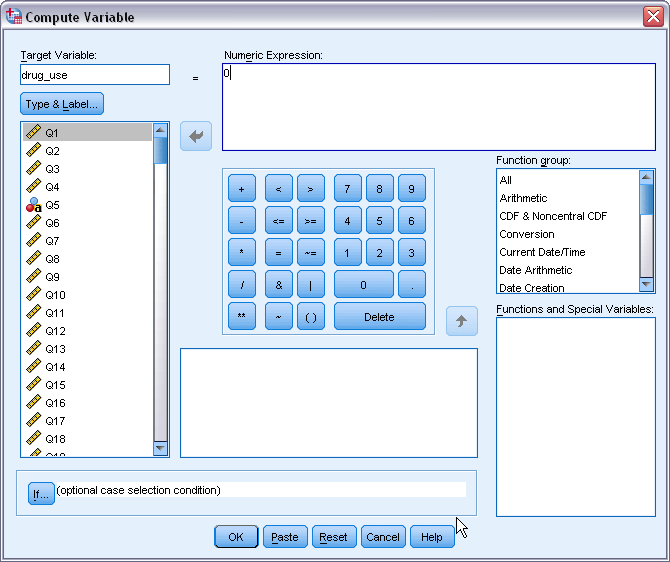 Compute Variable
Target Variable:
drug_use
=
Numeric Expression:
0
Type & Label...
Q1
Q2
Q3
Q4
Q5
Q6
Q7
Q8
Q9
Q10
Q11
Q12
Q13
Q14
Q15
Q16
Q17
Q18
Q19
+ < > 7 8 9
- <= >= 4 5 6
* = ~= 1 2 3
/ & | 0 .
** ~ ( ) Delete
Function group:
All
Arithmetic
CDF & Noncentral CDF
Conversion
Current Date/Time
Date Arithmetic
Date Creation
Functions and Special Variables:
If... (optional case selection condition)
OK Paste Reset Cancel Help